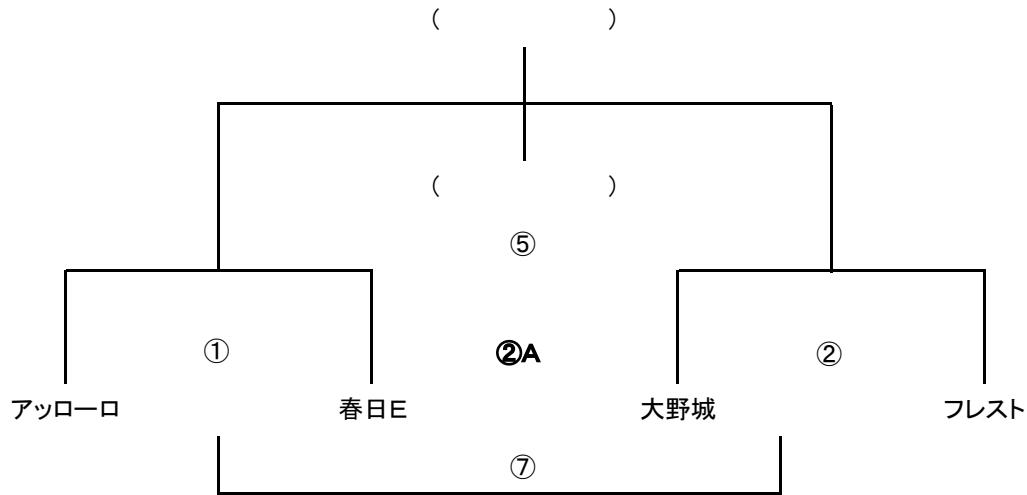 （　　　　　）
（　　　　　）
⑤
① ②A ②
アッローロ 春日E 大野城 フレスト
⑦